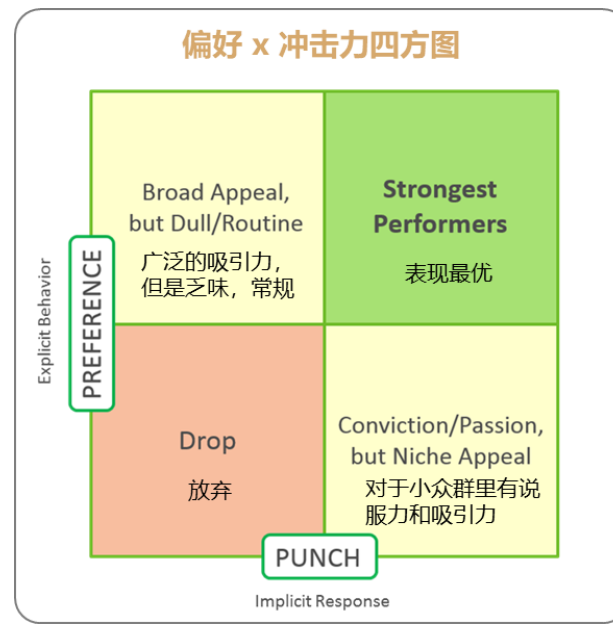 偏好 x 冲击力四方图
Broad Appeal,
but Dull/Routine
广泛的吸引力，
但是乏味，常规
Strongest
Performers
表现最优
Explicit Behavior
PREFERENCE
Drop
放弃
Conviction/Passion,
but Niche Appeal
对于小众群里有说
服力和吸引力
PUNCH
Implicit Response